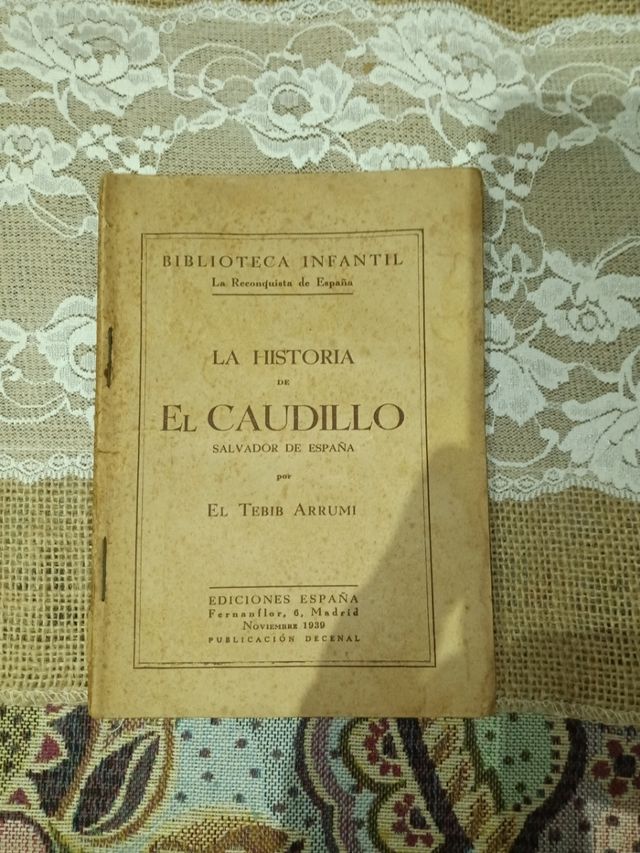 BIBLIOTECA INFANTIL
La Reconquista de España
LA HISTORIA
DE
EL CAUDILLO
SALVADOR DE ESPAÑA
por
EL TEBIB ARRUMI
EDICIONES ESPAÑA
Fernanflor, 6, Madrid
NOVIEMBRE 1939
PUBLICACIÓN DECENAL